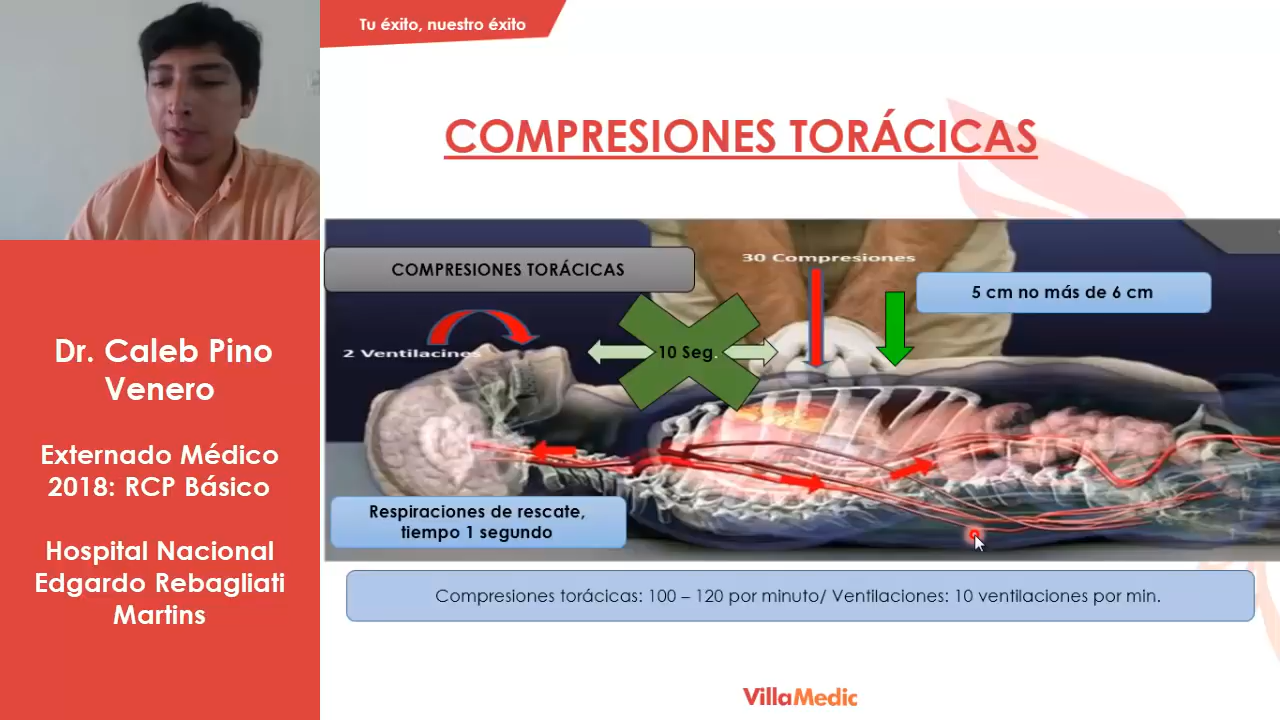 Tu éxito, nuestro éxito
COMPRESIONES TORÁCICAS
COMPRESIONES TORÁCICAS
30 Compresiones
5 cm no más de 6 cm
2 Ventilacines
10 Seg.
Respiraciones de rescate,
tiempo 1 segundo
Compresiones torácicas: 100 – 120 por minuto/ Ventilaciones: 10 ventilaciones por min.
Dr. Caleb Pino
Venero
Externado Médico
2018: RCP Básico
Hospital Nacional
Edgardo Rebagliati
Martins
VillaMedic